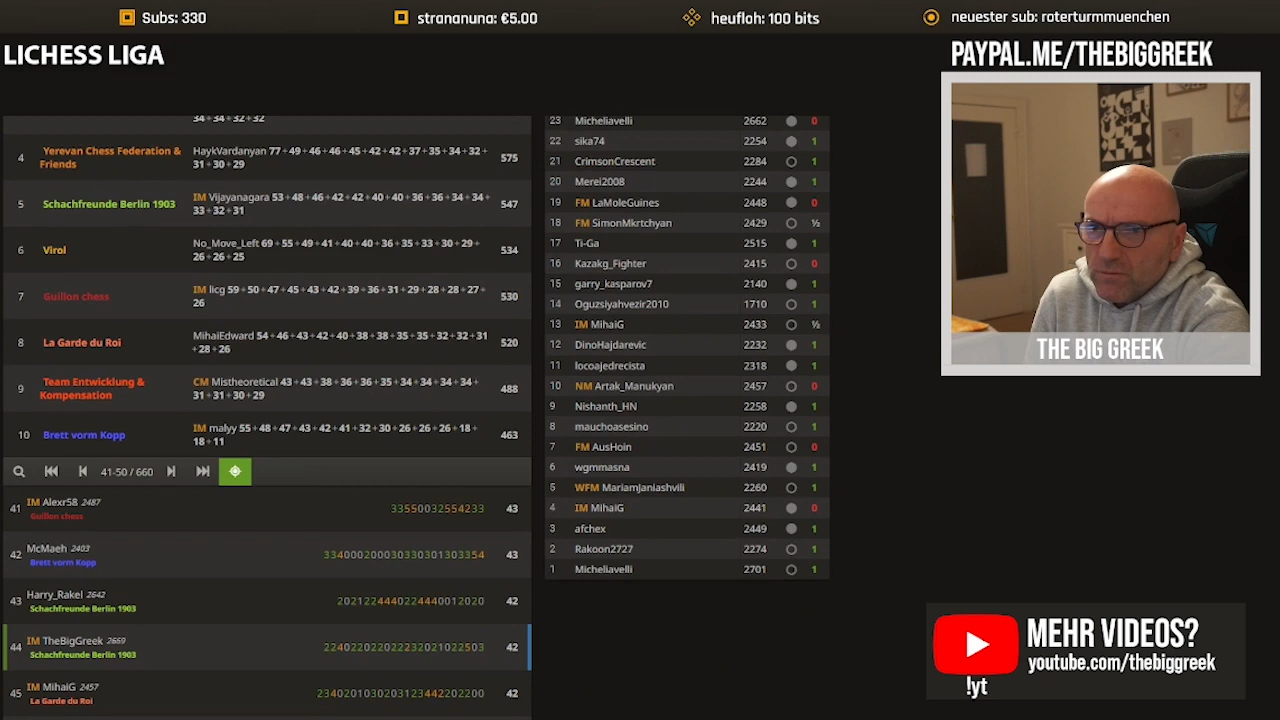 Subs: 330
strananuna: €5.00
heuflah: 100 bits
neuester sub: roterturmmuenchen
LICHESS LIGA
PAYPAL.ME/THEBIGGREEK
34+34+32+32
4 Yerevan Chess Federation & Friends HaykVardanyan 77+49+46+46+45+42+42+37+35+34+32+ 575
31+30+29
5 Schachfreunde Berlin 1903 IM Vijayanagara 53+48+46+42+42+40+40+36+36+34+34+ 547
33+32+31
6 Virol No_Move_Left 69+55+49+41+40+40+36+35+33+30+29+ 534
26+26+25
7 Guillon chess IM licg 59+50+47+45+43+42+39+36+31+29+28+28+27+ 530
26
8 La Garde du Roi MihaiEdward 54+46+43+42+40+38+38+35+35+32+32+31 520
+28+26
9 Team Entwicklung & Kompensation CM Mistheoretical 43+43+38+36+36+35+34+34+34+34+ 488
31+31+30+29
10 Brett vorm Kopp IM malyy 55+48+47+43+42+41+32+30+26+26+26+18+ 463
18+11
41-50 / 660
41 IM Alexr58 2487 33550032554233 43
Guillon chess
42 McMaeh 2403 334000200030330301303354 43
Brett vorm Kopp
43 Harry_Rakel 2642 2021224440224440012020 42
Schachfreunde Berlin 1903
44 IM TheBigGreek 2669 224022022022232021022503 42
Schachfreunde Berlin 1903
45 IM MihaiG 2457 2340201030203123442202200 42
La Garde du Roi
23 Micheliavelli 2662 0
22 sika74 2254 1
21 CrimsonCrescent 2284 1
20 Merei2008 2244 1
19 FM LaMoleGuines 2448 0
18 FM SimonMkrtchyan 2429 ½
17 Ti-Ga 2515 1
16 Kazakg_Fighter 2415 0
15 garry_kasparov7 2140 1
14 Oguzsiyahvezir2010 1710 1
13 IM MihaiG 2433 ½
12 DinoHajdarevic 2232 1
11 locoajedrecista 2318 1
10 NM Artak_Manukyan 2457 0
9 Nishanth_HN 2258 1
8 mauchoasesino 2220 1
7 FM AusHoin 2451 0
6 wgmmasna 2419 1
5 WFM MariamJaniashvili 2260 1
4 IM MihaiG 2441 0
3 afchex 2449 1
2 Rakoon2727 2274 1
1 Micheliavelli 2701 1
THE BIG GREEK
MEHR VIDEOS?
youtube.com/thebiggreek
!yt